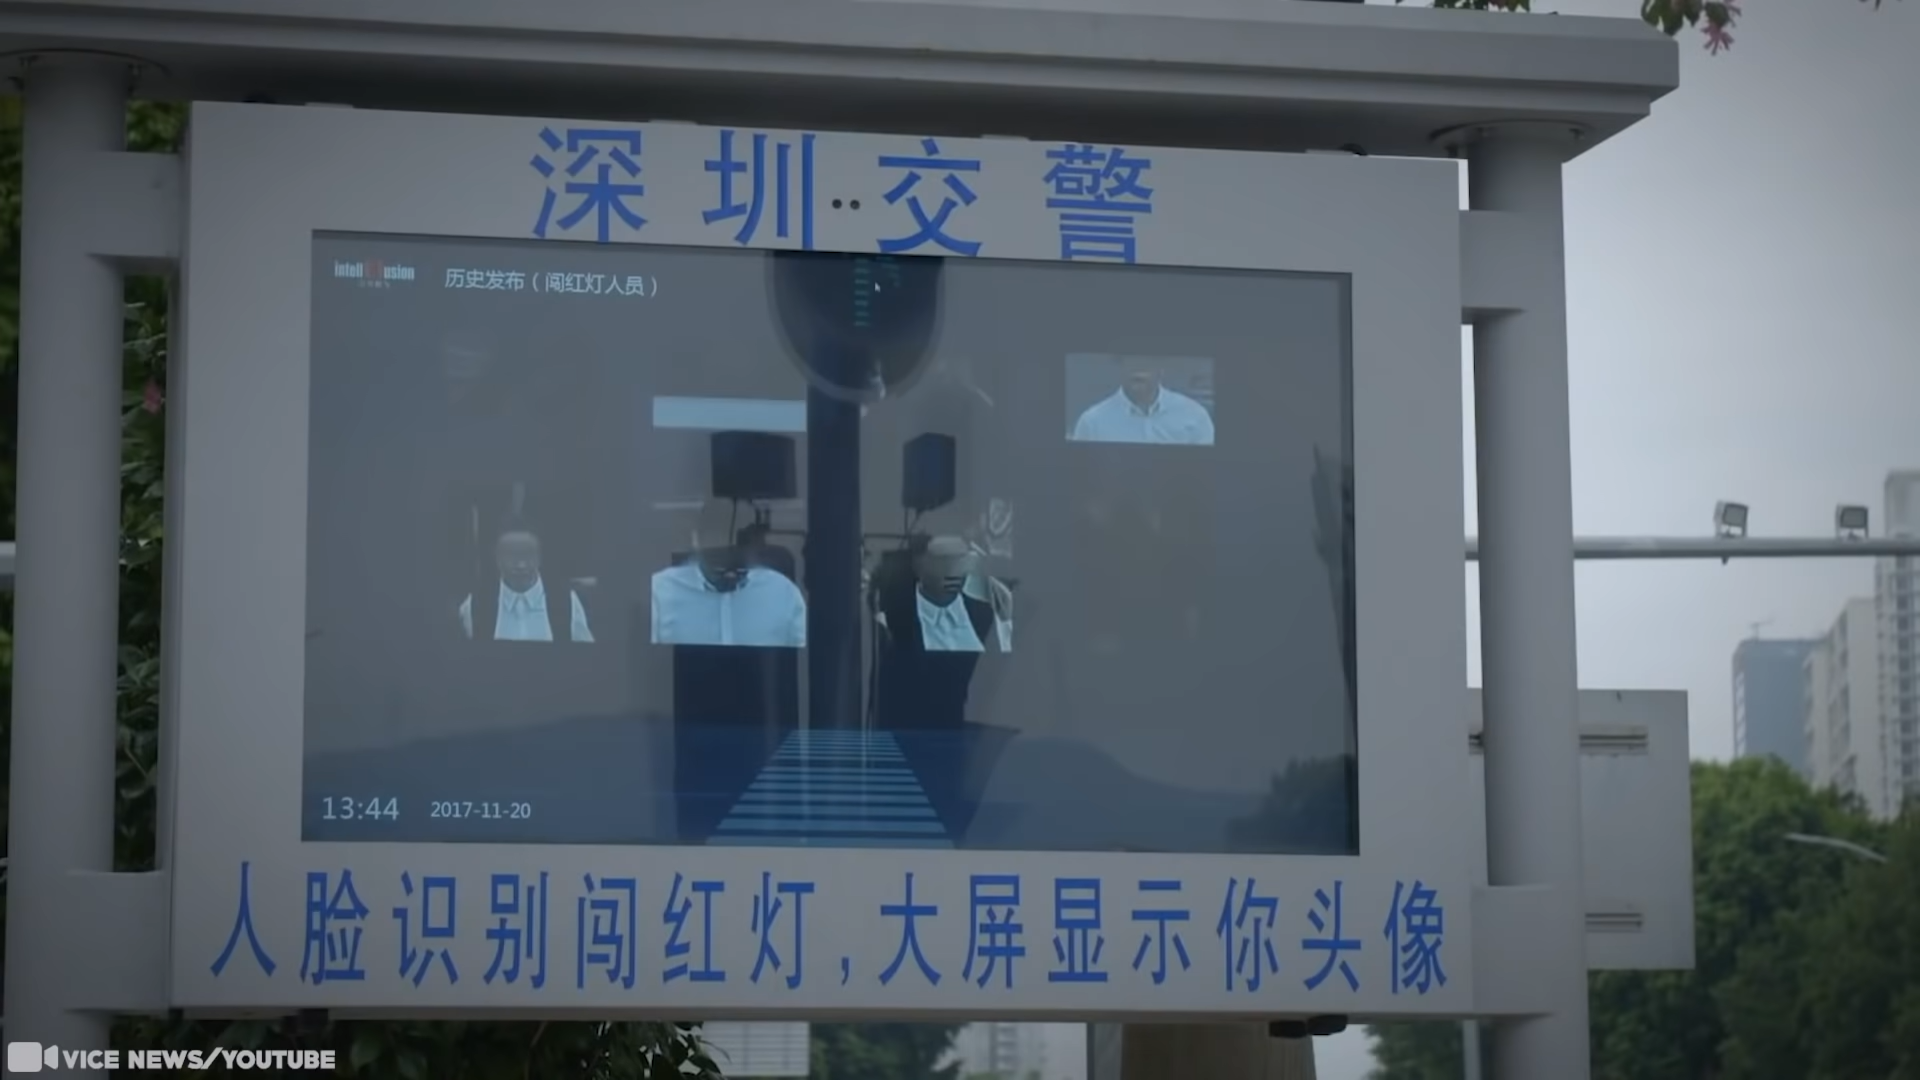 深圳交警
历史发布（闯红灯人员）
13:44 2017-11-20
人脸识别闯红灯,大屏显示你头像
VICE NEWS/YOUTUBE